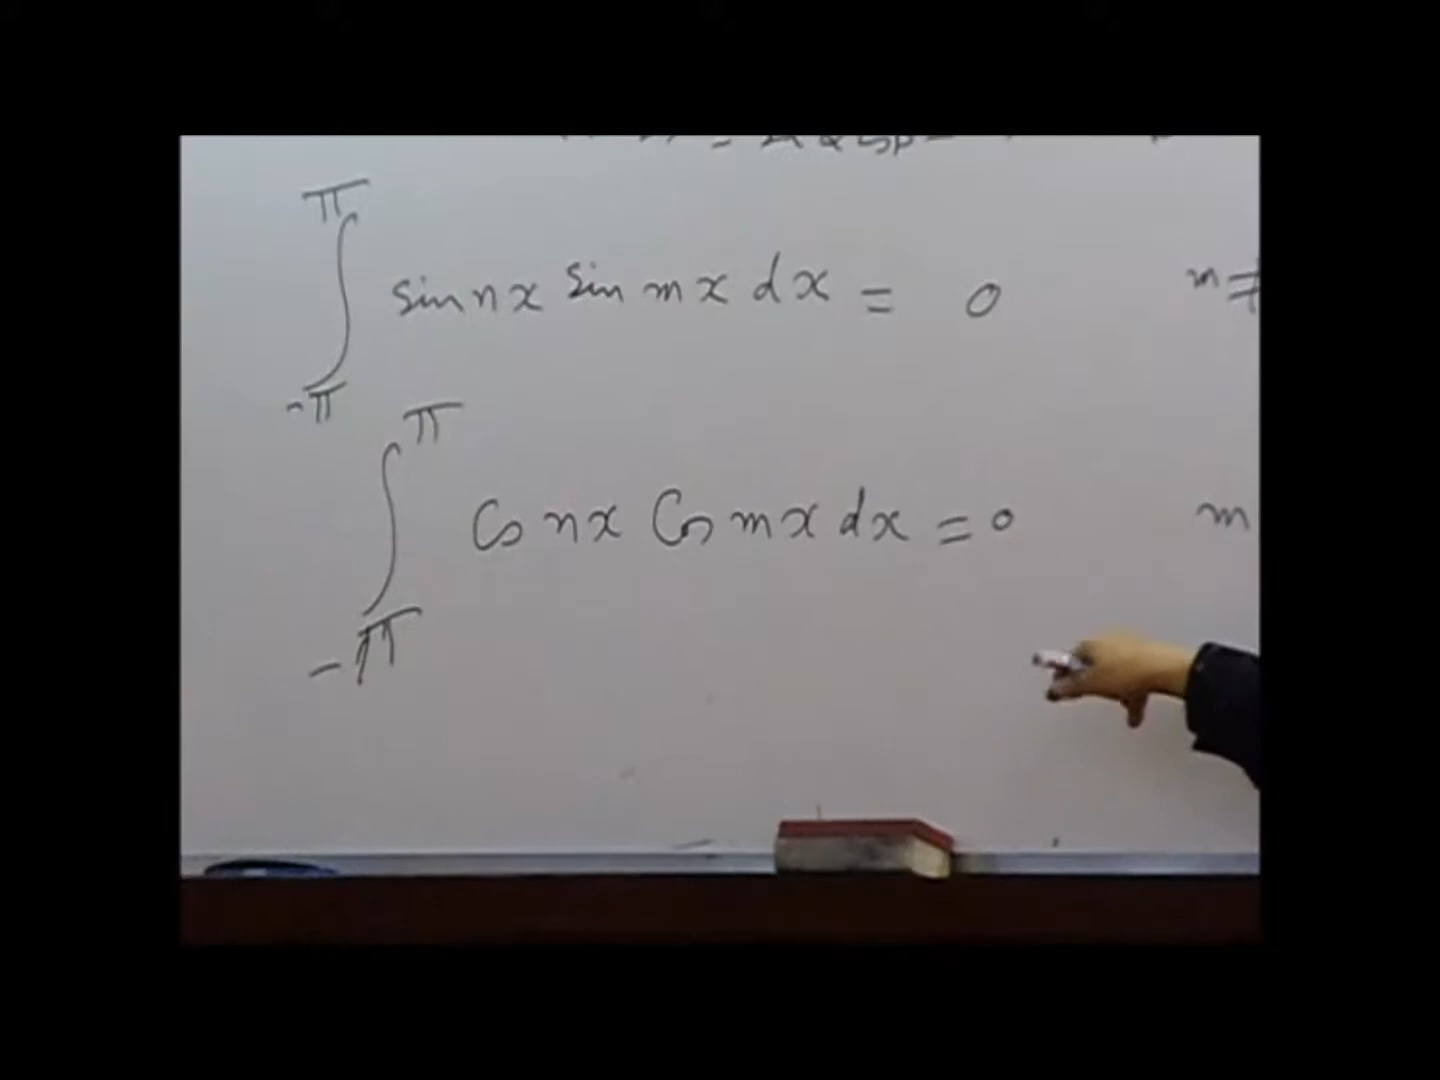 ∫_{-π}^{π} sin nx sin mx dx = 0 m ≠
∫_{-π}^{π} Cos nx Cos mx dx = 0 m